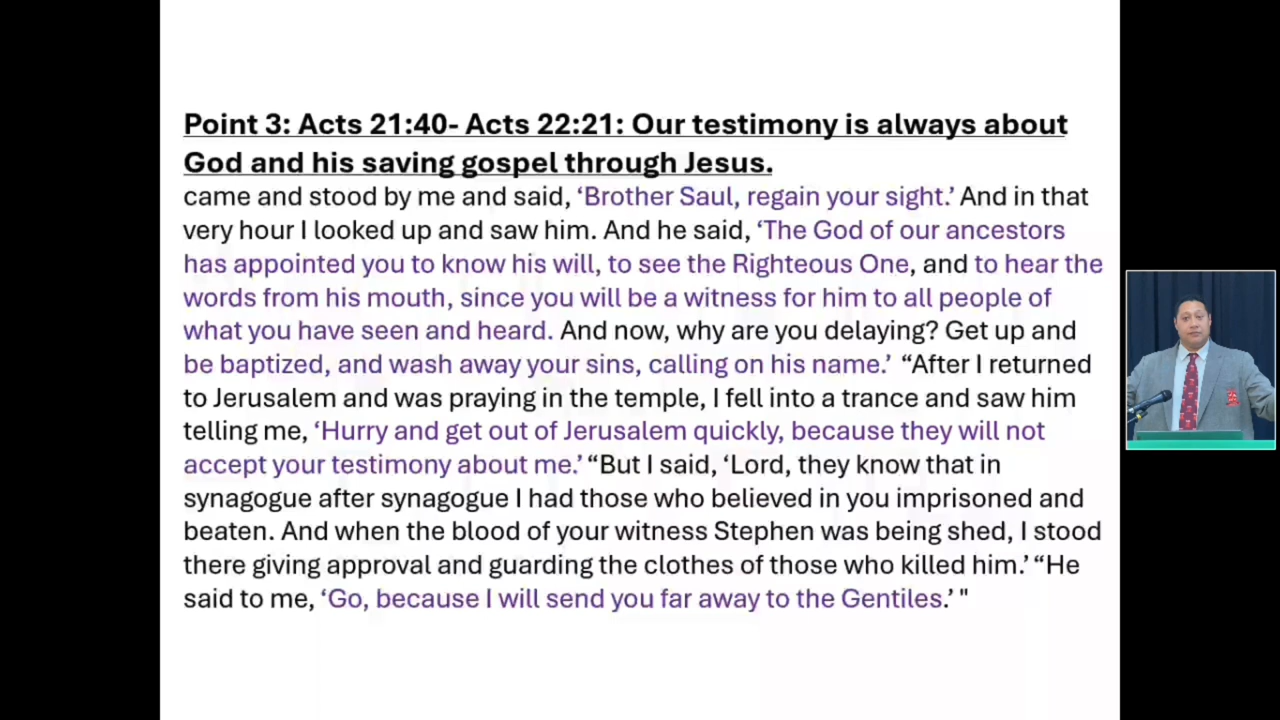 Point 3: Acts 21:40- Acts 22:21: Our testimony is always about
God and his saving gospel through Jesus.
came and stood by me and said, ‘Brother Saul, regain your sight.’ And in that
very hour I looked up and saw him. And he said, ‘The God of our ancestors
has appointed you to know his will, to see the Righteous One, and to hear the
words from his mouth, since you will be a witness for him to all people of
what you have seen and heard. And now, why are you delaying? Get up and
be baptized, and wash away your sins, calling on his name.’ “After I returned
to Jerusalem and was praying in the temple, I fell into a trance and saw him
telling me, ‘Hurry and get out of Jerusalem quickly, because they will not
accept your testimony about me.’ “But I said, ‘Lord, they know that in
synagogue after synagogue I had those who believed in you imprisoned and
beaten. And when the blood of your witness Stephen was being shed, I stood
there giving approval and guarding the clothes of those who killed him.’ “He
said to me, ‘Go, because I will send you far away to the Gentiles.’ "